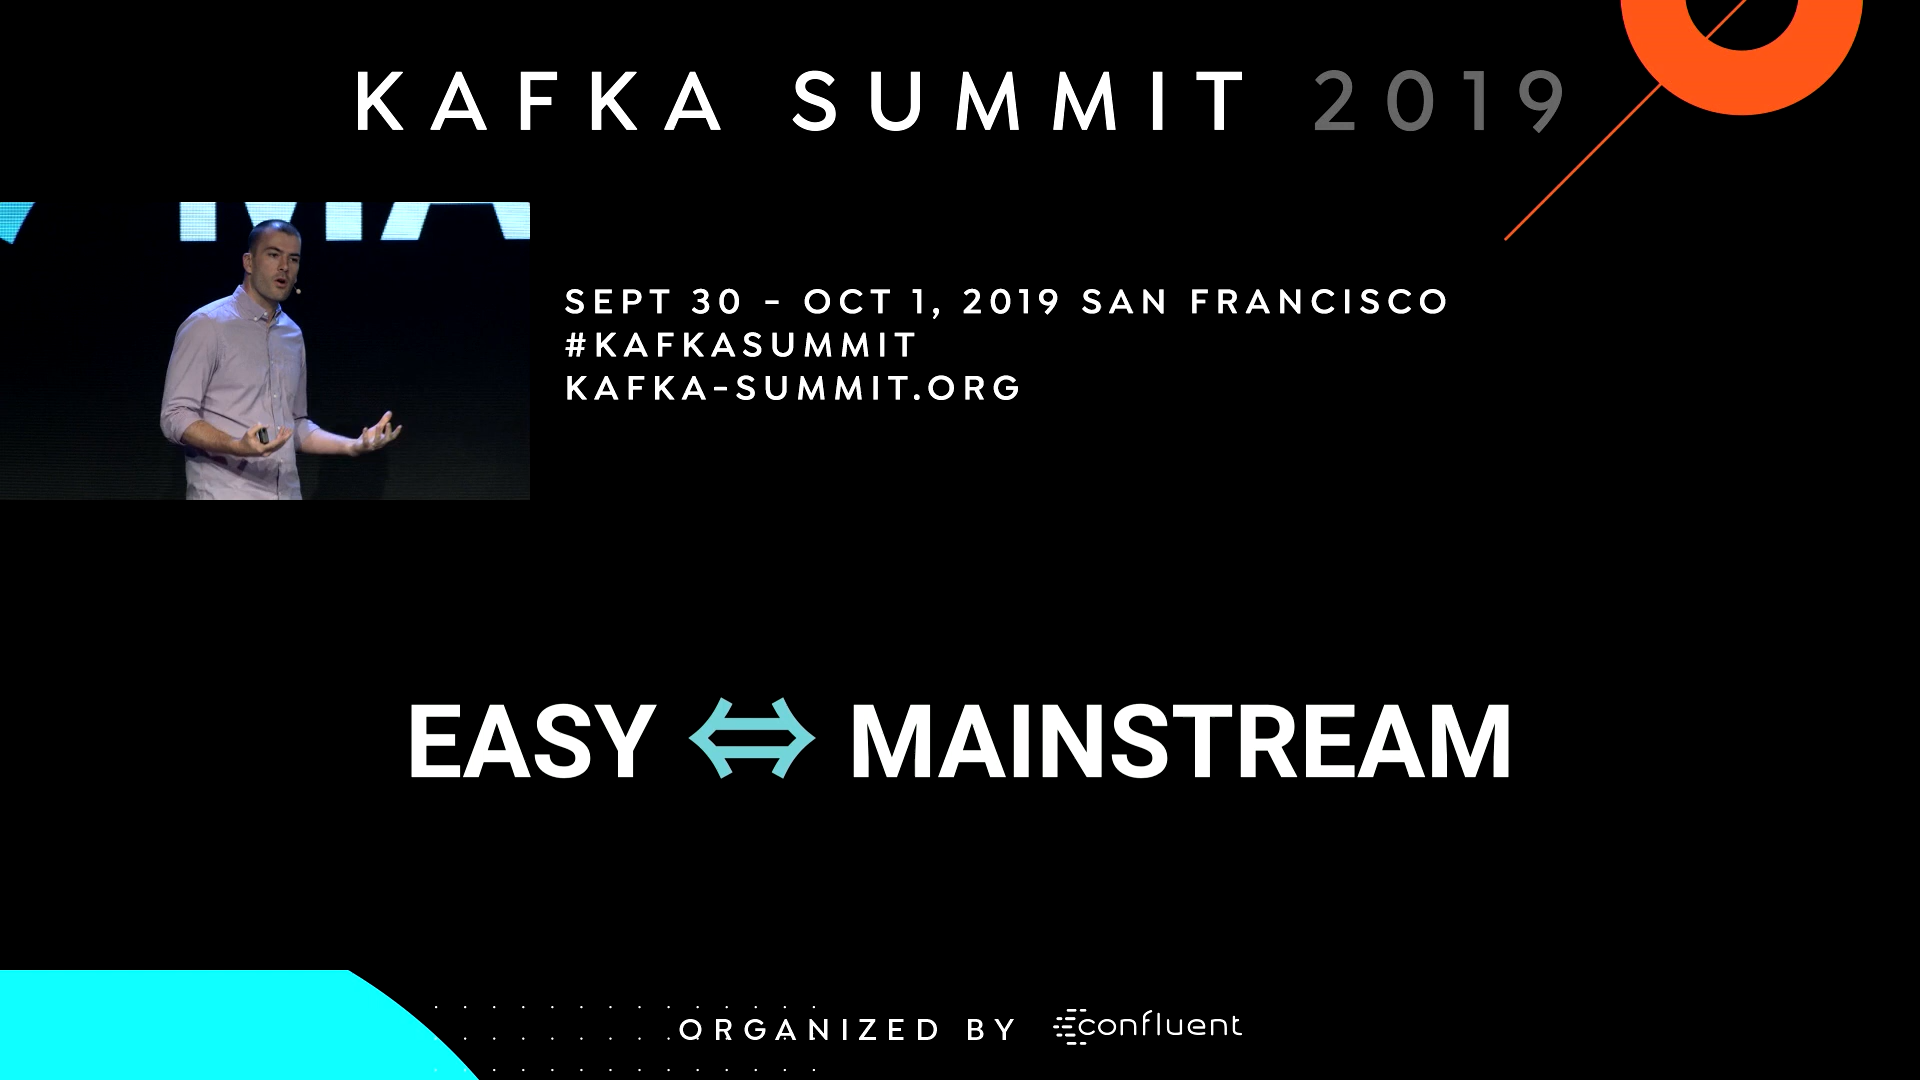 KAFKA SUMMIT 2019
MA
SEPT 30 - OCT 1, 2019 SAN FRANCISCO
#KAFKASUMMIT
KAFKA-SUMMIT.ORG
EASY ⇔ MAINSTREAM
ORGANIZED BY confluent